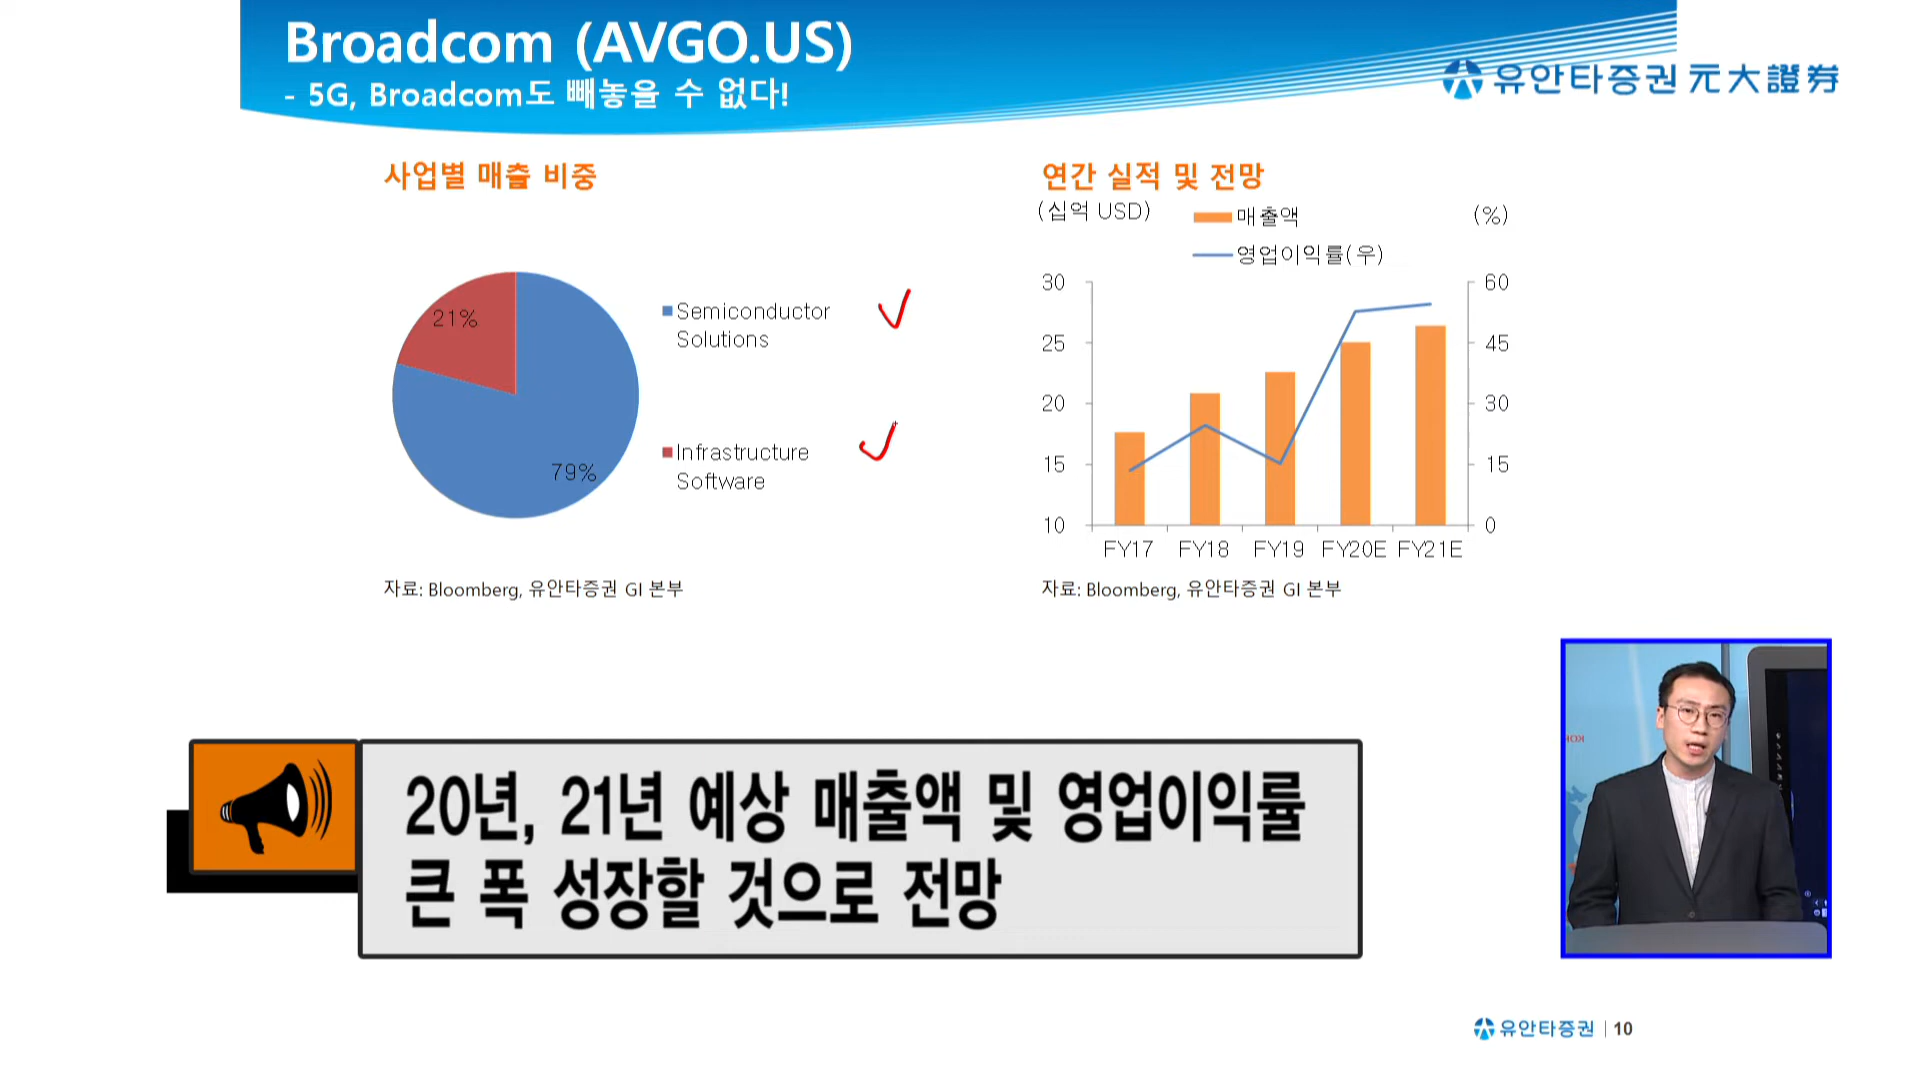 Broadcom (AVGO.US)
- 5G, Broadcom도 빼놓을 수 없다!
유안타증권 元大證券
사업별 매출 비중
21%
79%
Semiconductor
Solutions
Infrastructure
Software
자료: Bloomberg, 유안타증권 GI 본부
연간 실적 및 전망
(십억 USD)
매출액
(%)
영업이익률(우)
30
60
25
45
20
30
15
15
10
0
FY17 FY18 FY19 FY20E FY21E
자료: Bloomberg, 유안타증권 GI 본부
20년, 21년 예상 매출액 및 영업이익률
큰 폭 성장할 것으로 전망
유안타증권 | 10